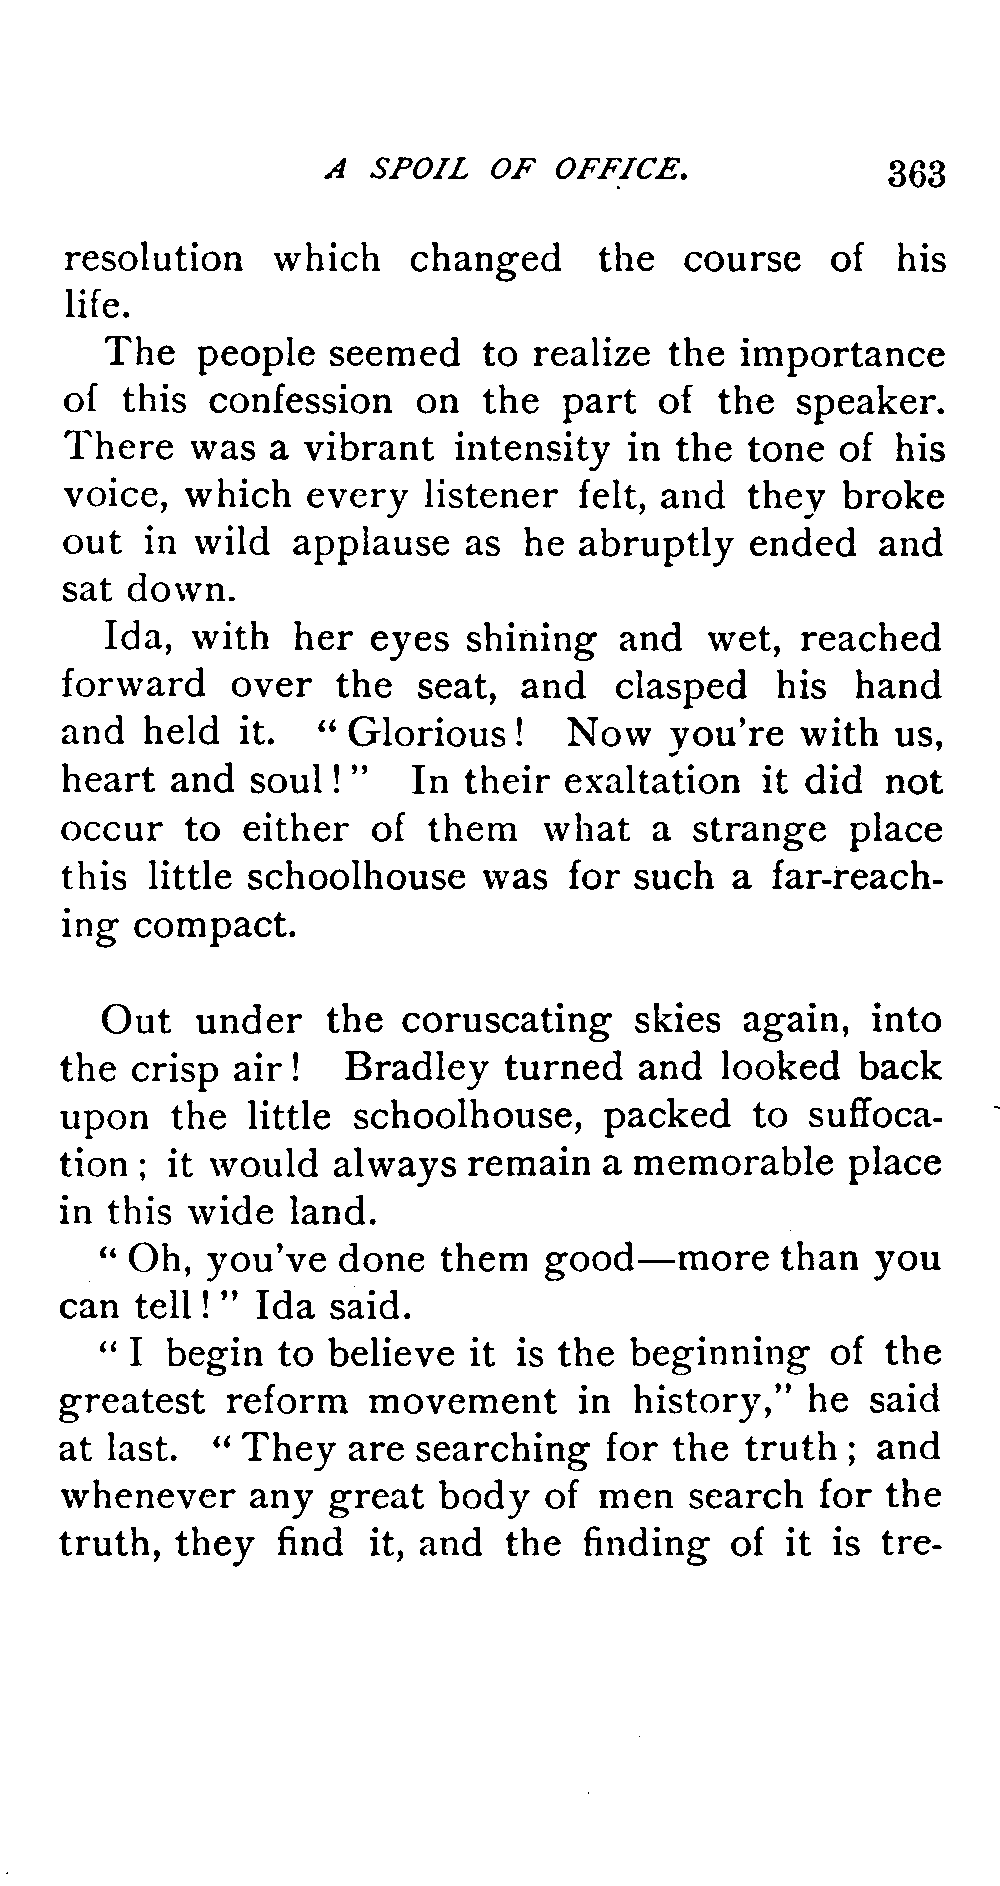 A SPOIL OF OFFICE. 363
resolution which changed the course of his
life.
The people seemed to realize the importance
of this confession on the part of the speaker.
There was a vibrant intensity in the tone of his
voice, which every listener felt, and they broke
out in wild applause as he abruptly ended and
sat down.
Ida, with her eyes shining and wet, reached
forward over the seat, and clasped his hand
and held it. “Glorious! Now you're with us,
heart and soul!” In their exaltation it did not
occur to either of them what a strange place
this little schoolhouse was for such a far-reach-
ing compact.
Out under the coruscating skies again, into
the crisp air! Bradley turned and looked back
upon the little schoolhouse, packed to suffoca-
tion; it would always remain a memorable place
in this wide land.
“Oh, you've done them good—more than you
can tell!” Ida said.
“I begin to believe it is the beginning of the
greatest reform movement in history,” he said
at last. “They are searching for the truth; and
whenever any great body of men search for the
truth, they find it, and the finding of it is tre-